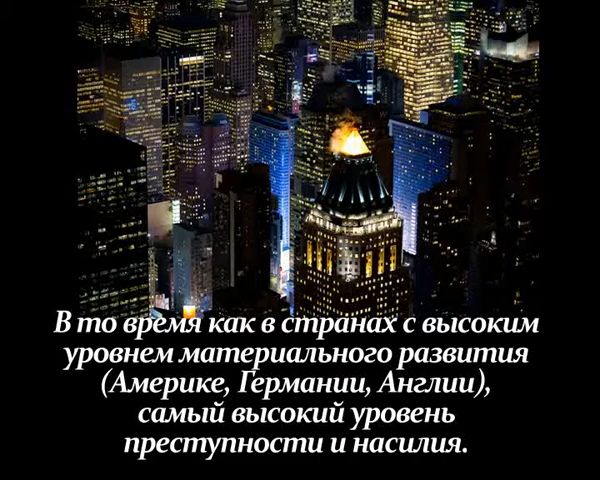 В то время как в странах с высоким
уровнем материального развития
(Америке, Германии, Англии),
самый высокий уровень
преступности и насилия.